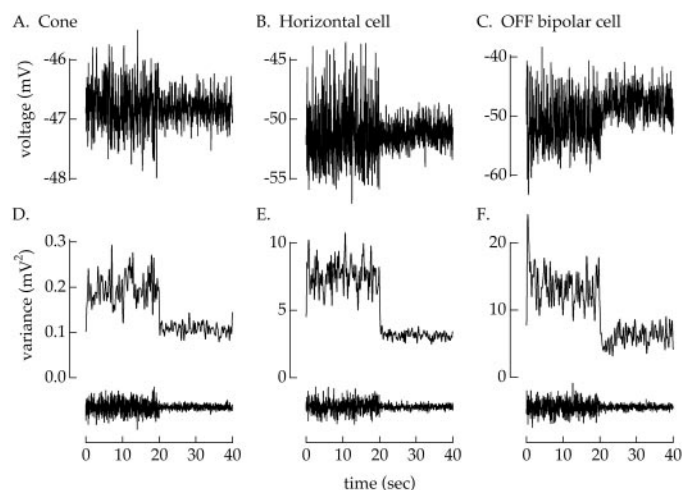 A. Cone
B. Horizontal cell
C. OFF bipolar cell
voltage (mV)
-46
-47
-48
-45
-50
-55
-40
-50
-60
D.
E.
F.
variance (mV²)
0.3
0.2
0.1
0.0
10
5
0
20
10
0
0 10 20 30 40
0 10 20 30 40
0 10 20 30 40
time (sec)